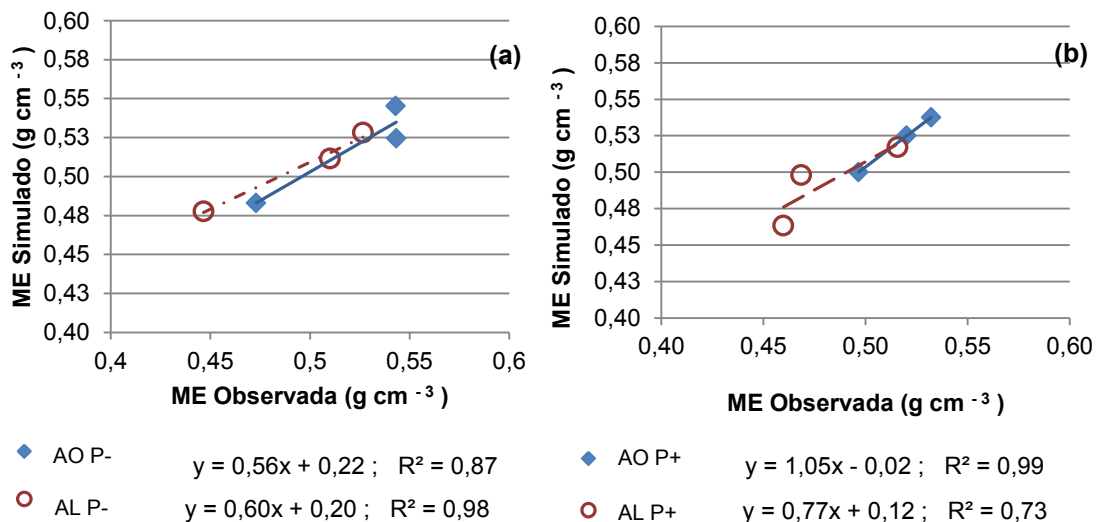 (a)
ME Simulado (g cm ⁻³)
0,60
0,58
0,55
0,53
0,50
0,48
0,45
0,43
0,40
0,4
0,45
0,5
0,55
0,6
ME Observada (g cm ⁻³ )
AO P- y = 0,56x + 0,22 ; R² = 0,87
AL P- y = 0,60x + 0,20 ; R² = 0,98
(b)
ME Simulado (g cm ⁻³)
0,60
0,58
0,55
0,53
0,50
0,48
0,45
0,43
0,40
0,40
0,45
0,50
0,55
0,60
ME Observada (g cm ⁻³ )
AO P+ y = 1,05x - 0,02 ; R² = 0,99
AL P+ y = 0,77x + 0,12 ; R² = 0,73